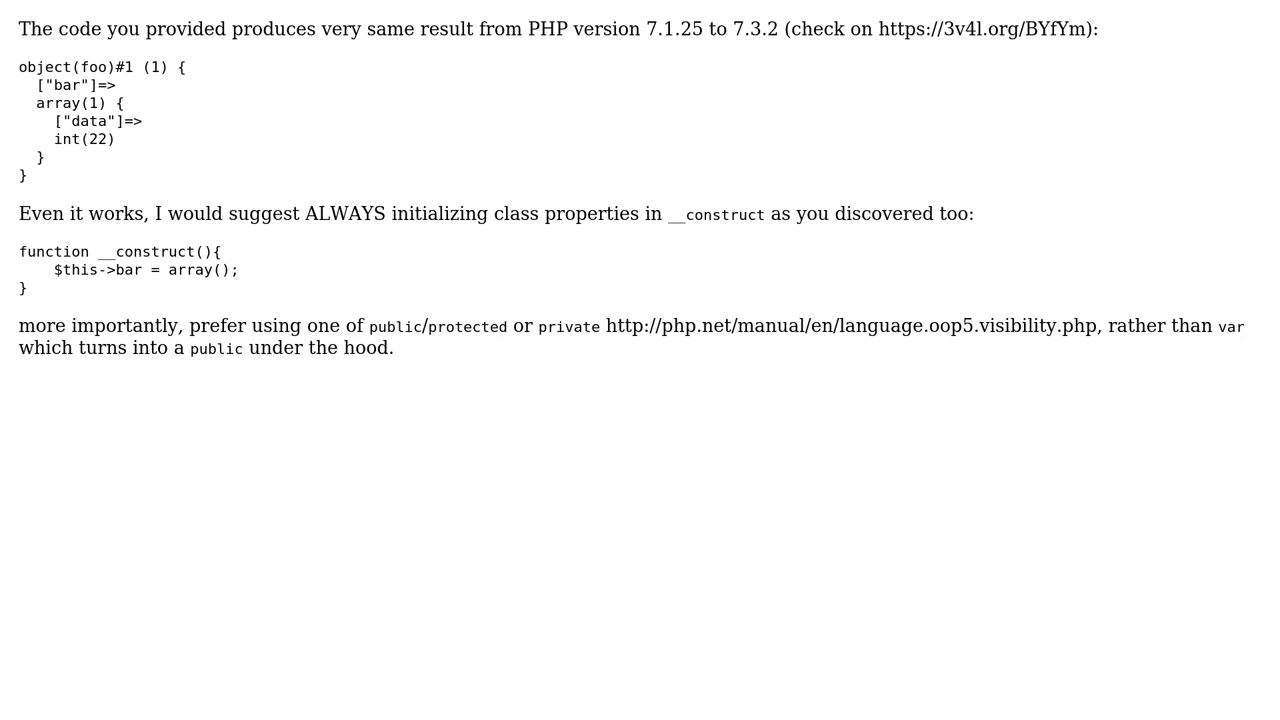 The code you provided produces very same result from PHP version 7.1.25 to 7.3.2 (check on https://3v4l.org/BYfYm):
object(foo)#1 (1) {
  ["bar"]=>
  array(1) {
    ["data"]=>
    int(22)
  }
}
Even it works, I would suggest ALWAYS initializing class properties in __construct as you discovered too:
function __construct(){
    $this->bar = array();
}
more importantly, prefer using one of public/protected or private http://php.net/manual/en/language.oop5.visibility.php, rather than var
which turns into a public under the hood.